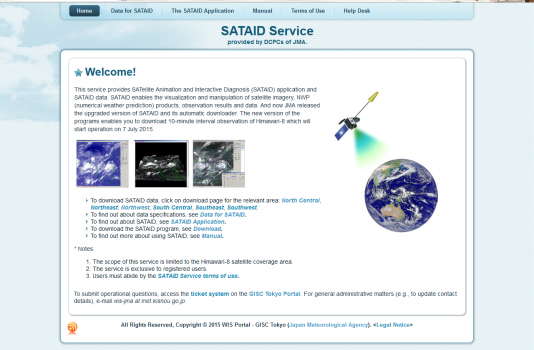 Home Data for SATAID The SATAID Application Manual Terms of Use Help Desk
SATAID Service
provided by DCPCs of JMA.
Welcome!
This service provides SATellite Animation and Interactive Diagnosis (SATAID) application and
SATAID data. SATAID enables the visualization and manipulation of satellite imagery, NWP
(numerical weather prediction) products, observation results and data. And now JMA released
the upgraded version of SATAID and its automatic downloader. The new version of the
programs enables you to download 10-minute interval observation of Himawari-8 which will
start operation on 7 July 2015.
To download SATAID data, click on download page for the relevant area: North Central,
Northeast, Northwest, South Central, Southeast, Southwest.
To find out about data specifications, see Data for SATAID.
To find out about SATAID, see SATAID Application.
To download the SATAID program, see Download.
To find out more about using SATAID, see Manual.
* Notes:
1. The scope of this service is limited to the Himawari-8 satellite coverage area.
2. The service is exclusive to registered users.
3. Users must abide by the SATAID Service terms of use.
To submit operational questions, access the ticket system on the GISC Tokyo Portal. For general administrative matters (e.g., to update contact
details), e-mail wis-jma at met.kishou.go.jp.
All Rights Reserved, Copyright © 2015 WIS Portal - GISC Tokyo (Japan Meteorological Agency). <Legal Notice>